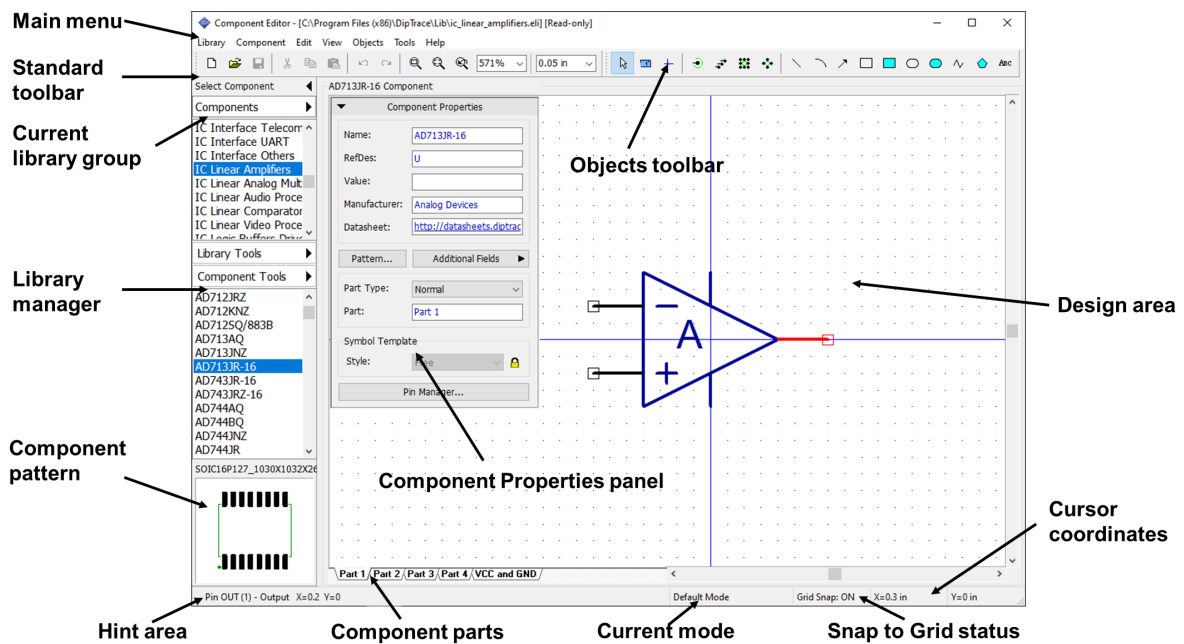 Main menu
Component Editor - [C:\Program Files (x86)\DipTrace\Lib\ic_linear_amplifiers.eli] [Read-only]
Library Component Edit View Objects Tools Help
Standard toolbar
571% 0.05 in ABC
Select Component
AD713JR-16 Component
Current library group
Components
IC Interface Telecom
IC Interface UART
IC Interface Others
IC Linear Amplifiers
IC Linear Analog Mult
IC Linear Audio Proce
IC Linear Comparator
IC Linear Video Proce
IC Logic Buffers Drive
Library Tools
Component Tools
Library manager
AD712JRZ
AD712KNZ
AD712SQ/883B
AD713AQ
AD713JNZ
AD713JR-16
AD743JR-16
AD743JRZ-16
AD744AQ
AD744BQ
AD744JNZ
AD744JR
Component pattern
SOIC16P127_1030X1032X26
Component Properties
Name: AD713JR-16
RefDes: U
Value:
Manufacturer: Analog Devices
Datasheet: http://datasheets.diptrac
Pattern... Additional Fields
Part Type: Normal
Part: Part 1
Symbol Template
Style: Free
Pin Manager...
Objects toolbar
Design area
A
Component Properties panel
Cursor coordinates
Part 1 Part 2 Part 3 Part 4 VCC and GND
Pin OUT (1) - Output X=0.2 Y=0
Default Mode
Grid Snap: ON
X=0.3 in
Y=0 in
Hint area
Component parts
Current mode
Snap to Grid status